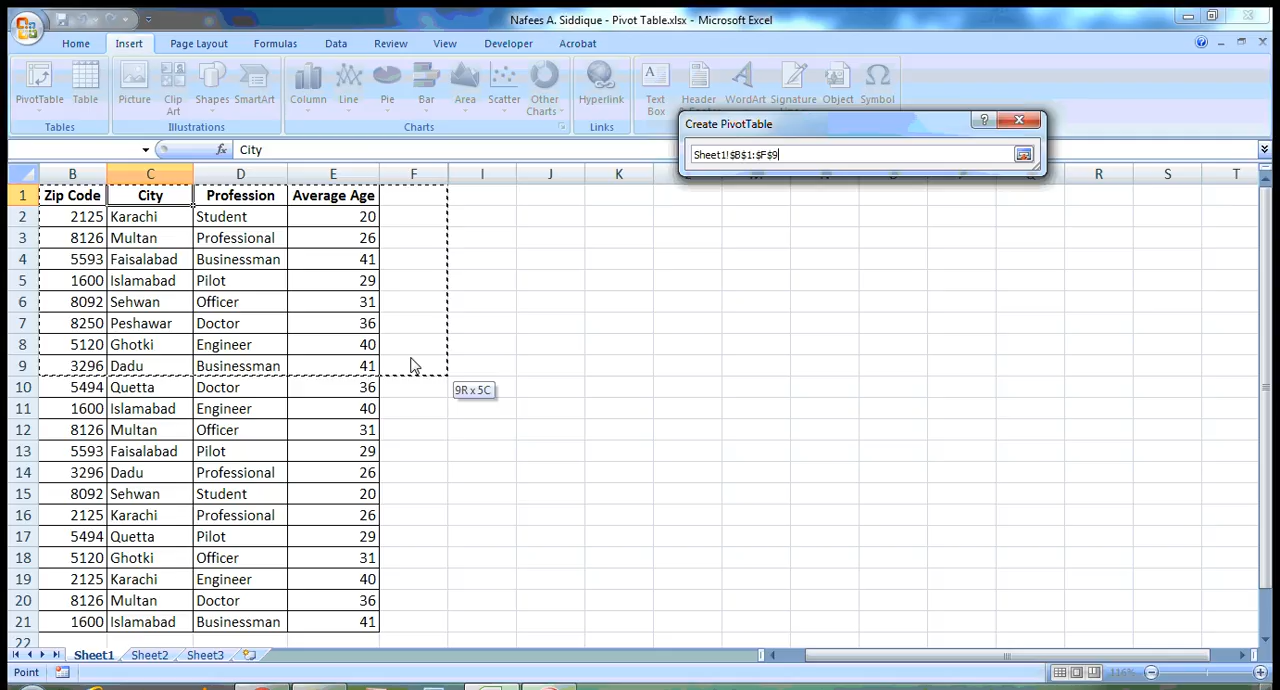 Nafees A. Siddique - Pivot Table.xlsx - Microsoft Excel
Home Insert Page Layout Formulas Data Review View Developer Acrobat
PivotTable Table Picture Clip Art Shapes SmartArt Column Line Pie Bar Area Scatter Other Charts Hyperlink Text Box Header WordArt Signature Object Symbol
Tables Illustrations Charts Links
Create PivotTable
Sheet1!$B$1:$F$9
fx City
B C D E F I J K R S T
1 Zip Code City Profession Average Age
2 2125 Karachi Student 20
3 8126 Multan Professional 26
4 5593 Faisalabad Businessman 41
5 1600 Islamabad Pilot 29
6 8092 Sehwan Officer 31
7 8250 Peshawar Doctor 36
8 5120 Ghotki Engineer 40
9 3296 Dadu Businessman 41
10 5494 Quetta Doctor 36
9R x 5C
11 1600 Islamabad Engineer 40
12 8126 Multan Officer 31
13 5593 Faisalabad Pilot 29
14 3296 Dadu Professional 26
15 8092 Sehwan Student 20
16 2125 Karachi Professional 26
17 5494 Quetta Pilot 29
18 5120 Ghotki Officer 31
19 2125 Karachi Engineer 40
20 8126 Multan Doctor 36
21 1600 Islamabad Businessman 41
22
Sheet1 Sheet2 Sheet3
Point 116%